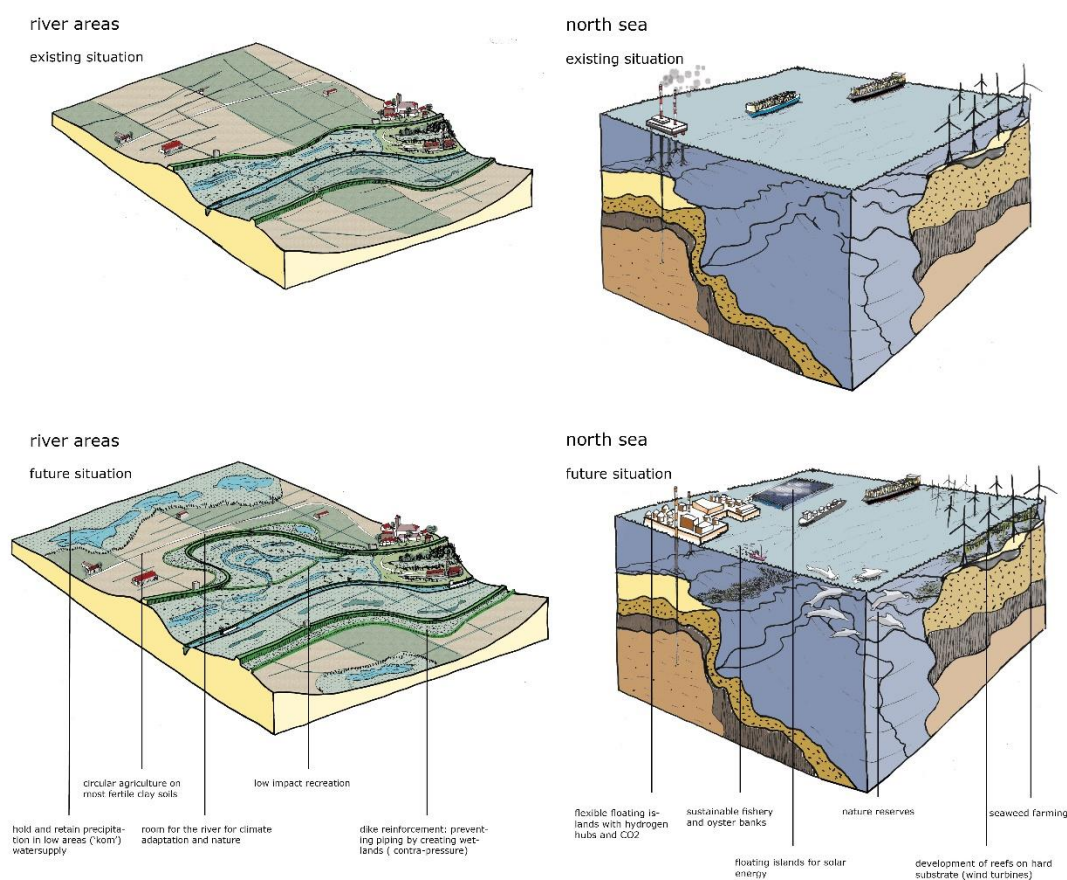 river areas
existing situation
north sea
existing situation
river areas
future situation
north sea
future situation
circular agriculture on
most fertile clay soils
low impact recreation
hold and retain precipita-
tion in low areas ('kom')
watersupply
room for the river for climate
adaptation and nature
dike reinforcement: prevent-
ing piping by creating wet-
lands ( contra-pressure)
flexible floating is-
lands with hydrogen
hubs and CO2
sustainable fishery
and oyster banks
nature reserves
seaweed farming
floating islands for solar
energy
development of reefs on hard
substrate (wind turbines)